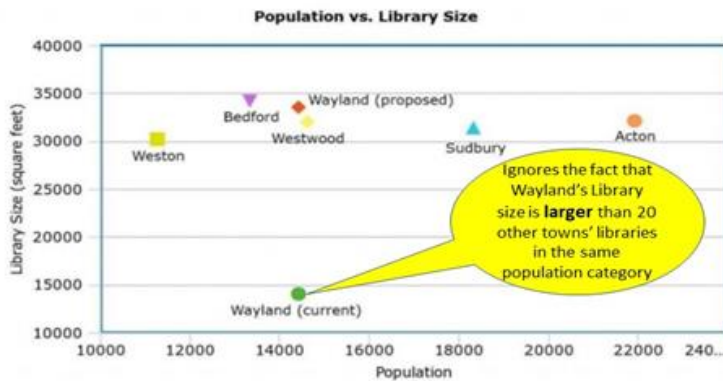 Population vs. Library Size
40000
35000
30000
25000
20000
15000
10000
Library Size (square feet)
Bedford
Wayland (proposed)
Westwood
Weston
Sudbury
Acton
Ignores the fact that
Wayland's Library
size is larger than 20
other towns' libraries
in the same
population category
Wayland (current)
10000 12000 14000 16000 18000 20000 22000 240...
Population